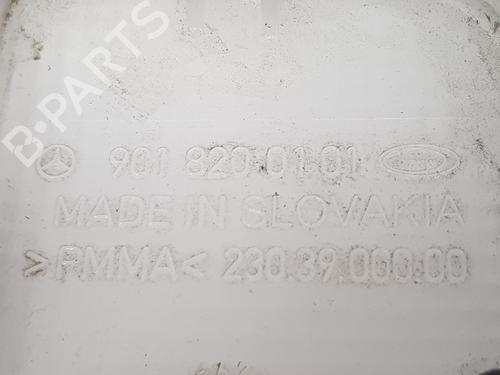 B-PARTS
901 820 01 01
MADE IN SLOVAKIA
>PMMA< 230.39.000.00